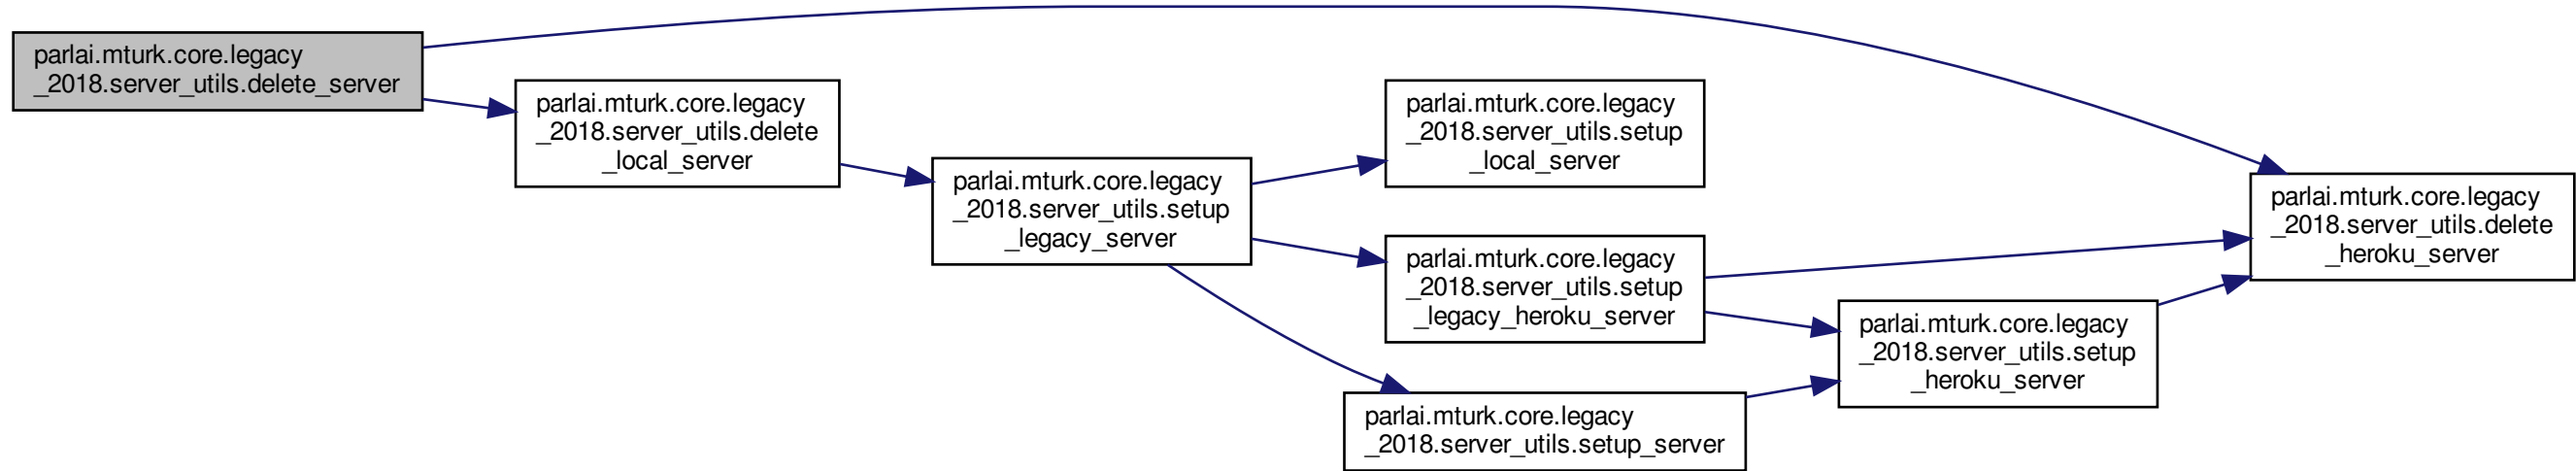 parlai.mturk.core.legacy
_2018.server_utils.delete_server
parlai.mturk.core.legacy
_2018.server_utils.delete
_local_server
parlai.mturk.core.legacy
_2018.server_utils.setup
_legacy_server
parlai.mturk.core.legacy
_2018.server_utils.setup
_local_server
parlai.mturk.core.legacy
_2018.server_utils.setup
_legacy_heroku_server
parlai.mturk.core.legacy
_2018.server_utils.setup_server
parlai.mturk.core.legacy
_2018.server_utils.setup
_heroku_server
parlai.mturk.core.legacy
_2018.server_utils.delete
_heroku_server